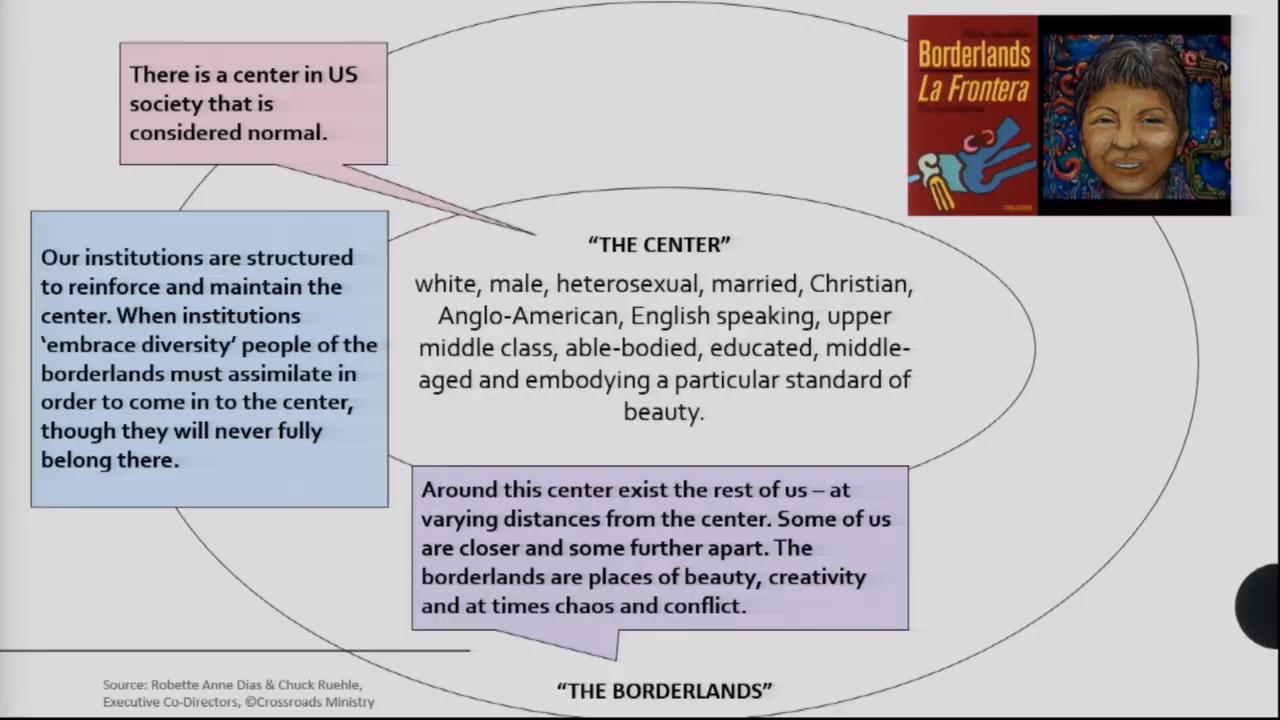 There is a center in US
society that is
considered normal.
Borderlands
La Frontera
Our institutions are structured
to reinforce and maintain the
center. When institutions
‘embrace diversity’ people of the
borderlands must assimilate in
order to come in to the center,
though they will never fully
belong there.
“THE CENTER”
white, male, heterosexual, married, Christian,
Anglo-American, English speaking, upper
middle class, able-bodied, educated, middle-
aged and embodying a particular standard of
beauty.
Around this center exist the rest of us – at
varying distances from the center. Some of us
are closer and some further apart. The
borderlands are places of beauty, creativity
and at times chaos and conflict.
“THE BORDERLANDS”
Source: Robette Anne Dias & Chuck Ruehle,
Executive Co-Directors, ©Crossroads Ministry